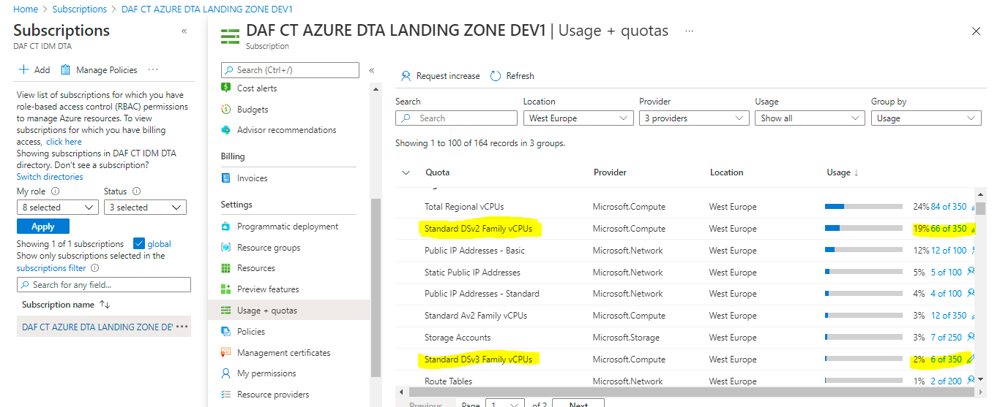 Home > Subscriptions > DAF CT AZURE DTA LANDING ZONE DEV1
Subscriptions «
DAF CT IDM DTA
+ Add Manage Policies ...
View list of subscriptions for which you have
role-based access control (RBAC) permissions
to manage Azure resources. To view
subscriptions for which you have billing
access, click here
Showing subscriptions in DAF CT IDM DTA
directory. Don't see a subscription?
Switch directories
My role Status
8 selected 3 selected
Apply
Showing 1 of 1 subscriptions global
Show only subscriptions selected in the
subscriptions filter
Search for any field...
Subscription name ↑↓
DAF CT AZURE DTA LANDING ZONE DE ...
DAF CT AZURE DTA LANDING ZONE DEV1 | Usage + quotas ...
Subscription
Search (Ctrl+/) «
Cost alerts
Budgets
Advisor recommendations
Billing
Invoices
Settings
Programmatic deployment
Resource groups
Resources
Preview features
Usage + quotas
Policies
Management certificates
My permissions
Resource providers
Request increase Refresh
Search Location Provider Usage Group by
Search West Europe 3 providers Show all Usage
Showing 1 to 100 of 164 records in 3 groups.
Quota Provider Location Usage ↓
Total Regional vCPUs Microsoft.Compute West Europe 24% 84 of 350
Standard DSv2 Family vCPUs Microsoft.Compute West Europe 19% 66 of 350
Public IP Addresses - Basic Microsoft.Network West Europe 12% 12 of 100
Static Public IP Addresses Microsoft.Network West Europe 5% 5 of 100
Public IP Addresses - Standard Microsoft.Network West Europe 4% 4 of 100
Standard Av2 Family vCPUs Microsoft.Compute West Europe 3% 12 of 350
Storage Accounts Microsoft.Storage West Europe 3% 7 of 250
Standard DSv3 Family vCPUs Microsoft.Compute West Europe 2% 6 of 350
Route Tables Microsoft.Network West Europe 1% 2 of 200
Previous Page 1 of 2 Next